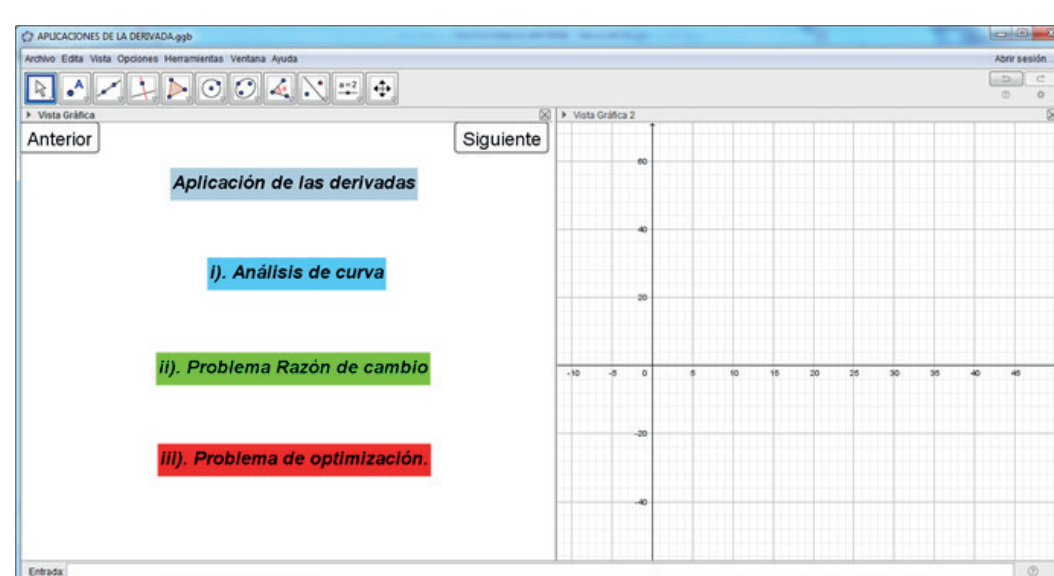 APLICACIONES DE LA DERIVADA.ggb
Archivo Edita Vista Opciones Herramientas Ventana Ayuda
Abrir sesión...
A
a=2
Vista Gráfica
Vista Gráfica 2
Anterior
Siguiente
Aplicación de las derivadas
i). Análisis de curva
ii). Problema Razón de cambio
iii). Problema de optimización.
60
40
20
-10 -5 0 5 10 15 20 25 30 35 40 45
-20
-40
Entrada: